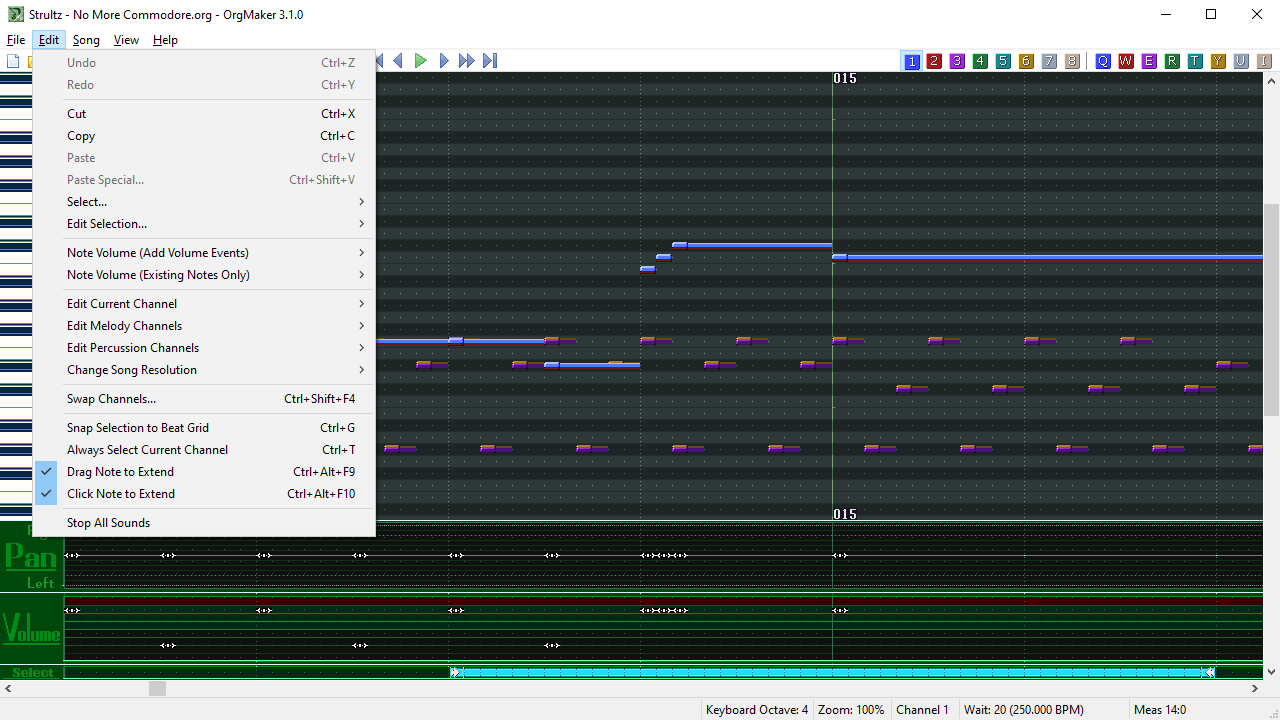 Strultz - No More Commodore.org - OrgMaker 3.1.0
File Edit Song View Help
1 2 3 4 5 6 7 8 Q W E R T Y U I
Undo Ctrl+Z
Redo Ctrl+Y
Cut Ctrl+X
Copy Ctrl+C
Paste Ctrl+V
Paste Special... Ctrl+Shift+V
Select...
Edit Selection...
Note Volume (Add Volume Events)
Note Volume (Existing Notes Only)
Edit Current Channel
Edit Melody Channels
Edit Percussion Channels
Change Song Resolution
Swap Channels... Ctrl+Shift+F4
Snap Selection to Beat Grid Ctrl+G
Always Select Current Channel Ctrl+T
Drag Note to Extend Ctrl+Alt+F9
Click Note to Extend Ctrl+Alt+F10
Stop All Sounds
015
015
Pan
Left
Volume
Select
Keyboard Octave: 4 Zoom: 100% Channel 1 Wait: 20 (250.000 BPM) Meas 14:0